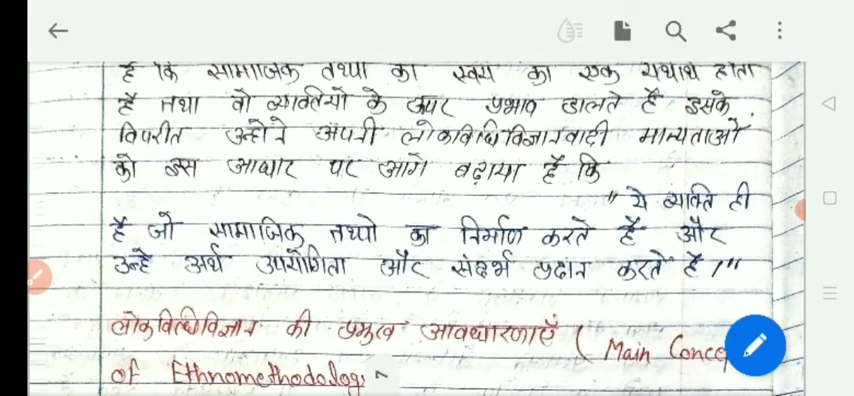 है कि सामाजिक तथ्यों का स्वयं का एक यथार्थ होता
है तथा वो व्यक्तियों के ऊपर प्रभाव डालते है इसके
विपरीत उन्होने अपनी लोकविधिविज्ञानवादी मान्यताओं
को इस आधार पर आगे बढ़ाया है कि
" ये व्यक्ति ही
है जो सामाजिक तथ्यो का निर्माण करते है और
उन्हे अर्थ उपयोगिता और संदर्भ प्रदान करते है।"
लोकविधिविज्ञान की प्रमुख आवधारणाएँ ( Main Concep
of Ethnomethodology